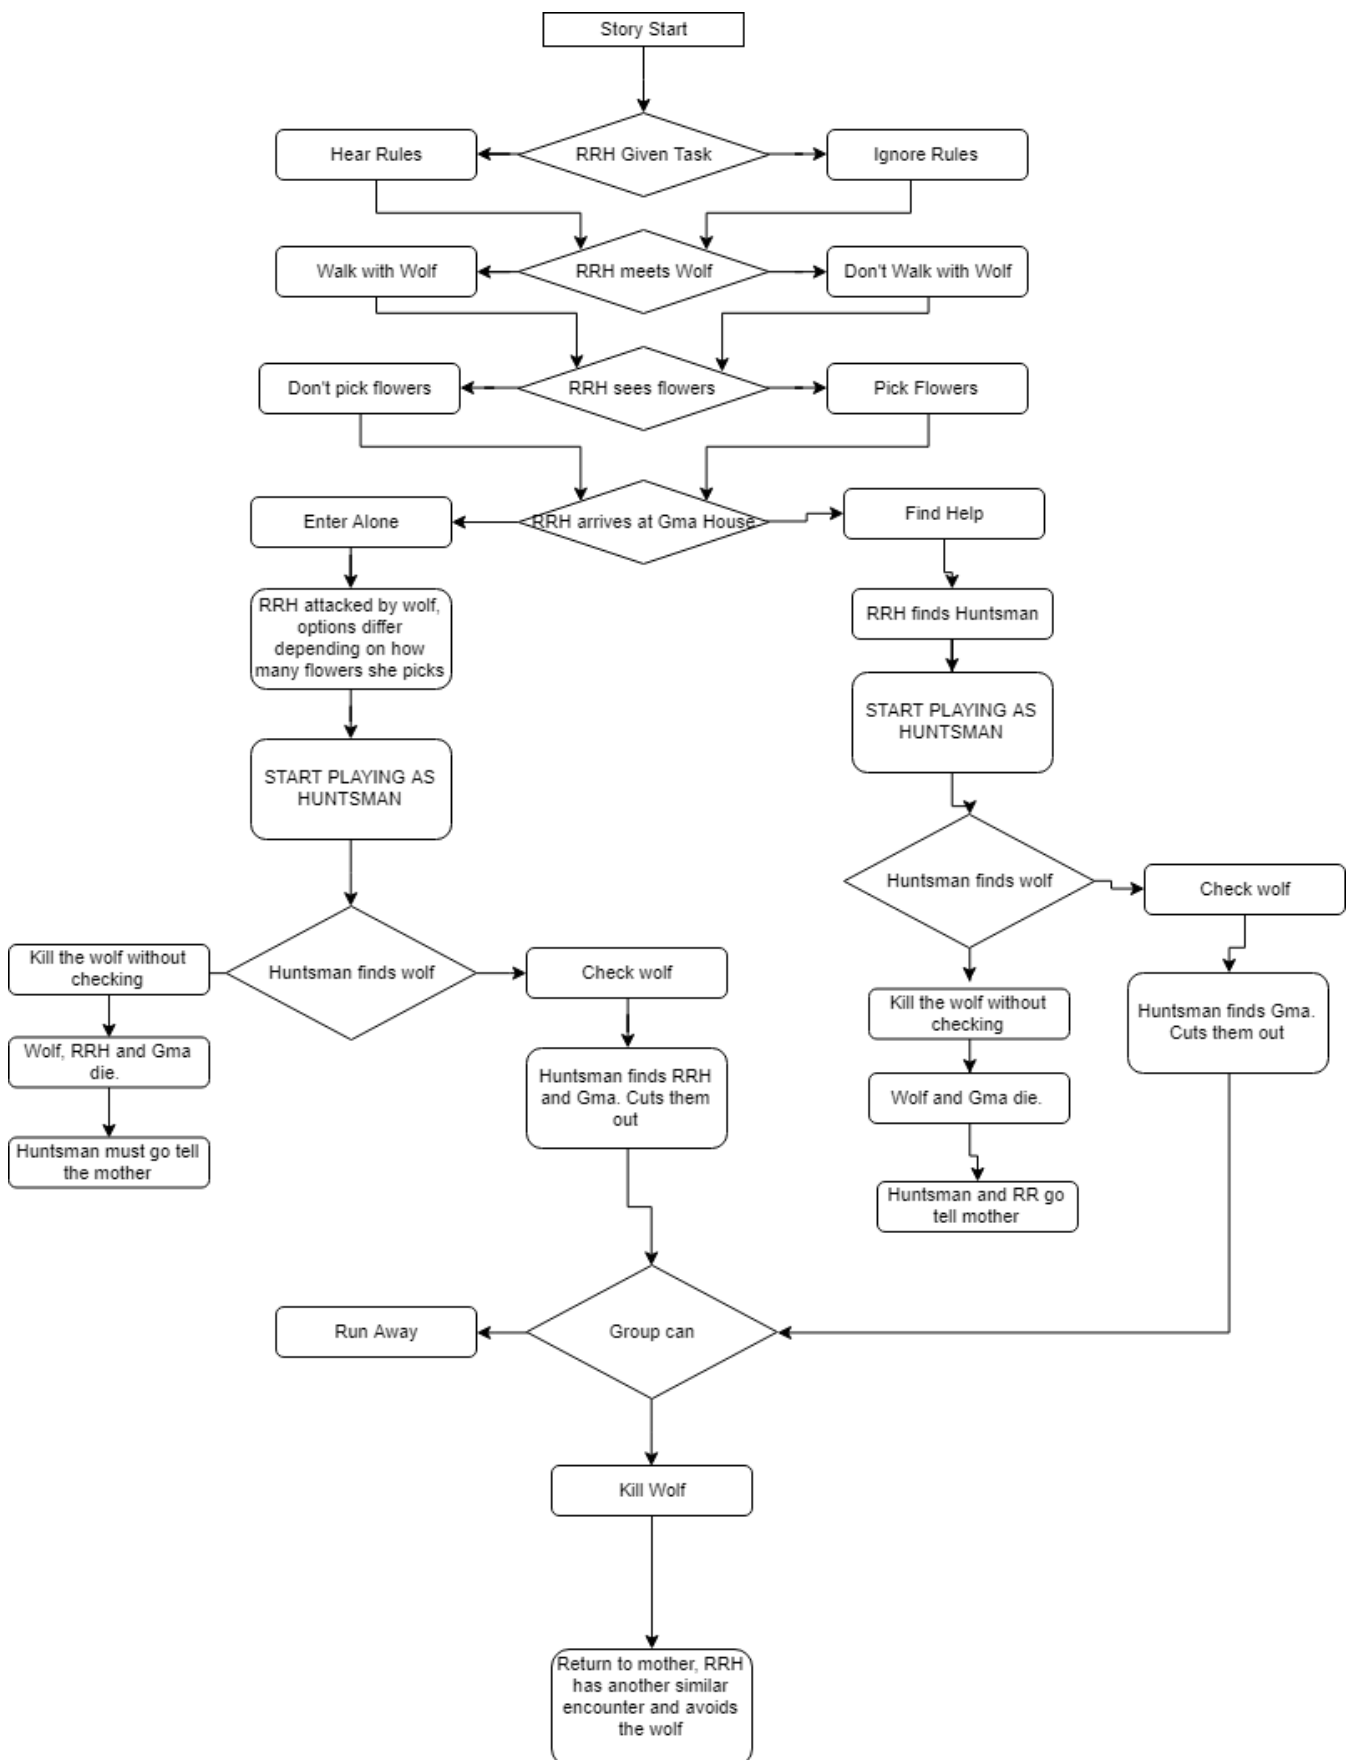 Story Start
Hear Rules
RRH Given Task
Ignore Rules
Walk with Wolf
RRH meets Wolf
Don't Walk with Wolf
Don't pick flowers
RRH sees flowers
Pick Flowers
Enter Alone
RRH arrives at Gma House
Find Help
RRH attacked by wolf,
options differ
depending on how
many flowers she picks
RRH finds Huntsman
START PLAYING AS
HUNTSMAN
START PLAYING AS
HUNTSMAN
Huntsman finds wolf
Check wolf
Kill the wolf without
checking
Huntsman finds wolf
Check wolf
Kill the wolf without
checking
Huntsman finds Gma.
Cuts them out
Wolf, RRH and Gma
die.
Huntsman finds RRH
and Gma. Cuts them
out
Wolf and Gma die.
Huntsman must go tell
the mother
Huntsman and RR go
tell mother
Run Away
Group can
Kill Wolf
Return to mother, RRH
has another similar
encounter and avoids
the wolf